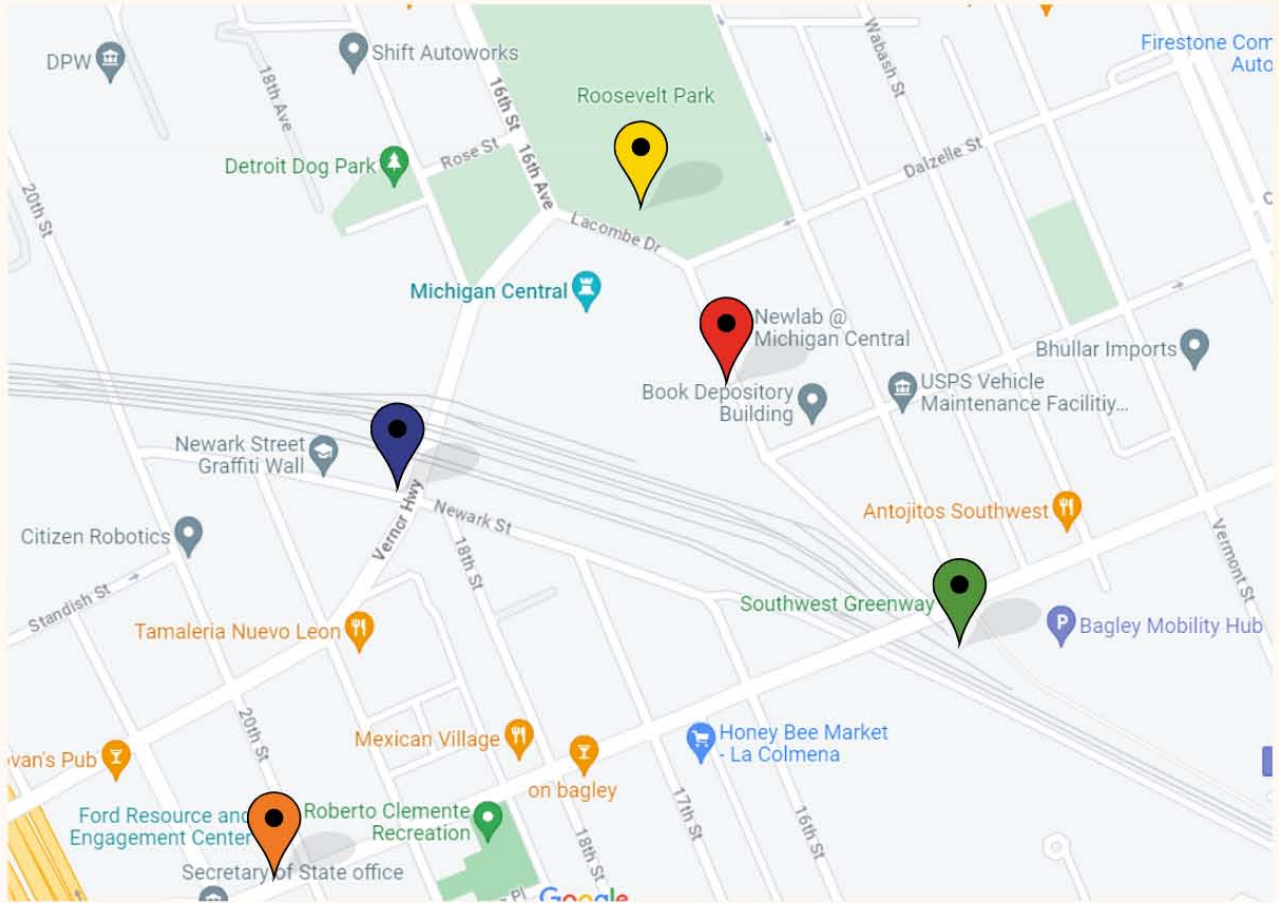 Firestone Com
Auto
DPW
Shift Autoworks
18th Ave
16th St
Wabash St
Roosevelt Park
Detroit Dog Park
Rose St
16th Ave
Dalzelle St
20th St
Lacombe Dr
Michigan Central
Newlab @
Michigan Central
Bhullar Imports
Book Depository
Building
USPS Vehicle
Maintenance Facilitiy...
Newark Street
Graffiti Wall
Newark St
Vernor Hwy
Antojitos Southwest
Citizen Robotics
18th St
Vermont St
Standish St
Southwest Greenway
Tamaleria Nuevo Leon
P
Bagley Mobility Hub
20th St
Mexican Village
Honey Bee Market
- La Colmena
van's Pub
on bagley
17th St
16th St
Ford Resource and
Engagement Center
Roberto Clemente
Recreation
18th St
Secretary of State office
Pl
Google